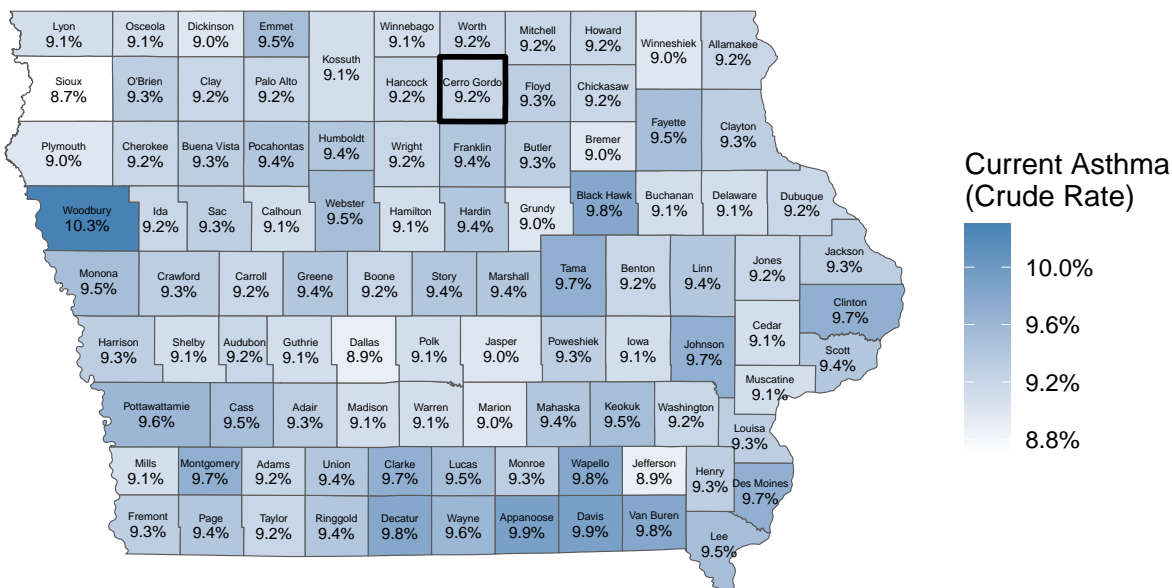 Lyon
9.1%
Osceola
9.1%
Dickinson
9.0%
Emmet
9.5%
Kossuth
9.1%
Winnebago
9.1%
Worth
9.2%
Mitchell
9.2%
Howard
9.2%
Winneshiek
9.0%
Allamakee
9.2%
Sioux
8.7%
O'Brien
9.3%
Clay
9.2%
Palo Alto
9.2%
Hancock
9.2%
Cerro Gordo
9.2%
Floyd
9.3%
Chickasaw
9.2%
Fayette
9.5%
Clayton
9.3%
Plymouth
9.0%
Cherokee
9.2%
Buena Vista
9.3%
Pocahontas
9.4%
Humboldt
9.4%
Wright
9.2%
Franklin
9.4%
Butler
9.3%
Bremer
9.0%
Woodbury
10.3%
Ida
9.2%
Sac
9.3%
Calhoun
9.1%
Webster
9.5%
Hamilton
9.1%
Hardin
9.4%
Grundy
9.0%
Black Hawk
9.8%
Buchanan
9.1%
Delaware
9.1%
Dubuque
9.2%
Monona
9.5%
Crawford
9.3%
Carroll
9.2%
Greene
9.4%
Boone
9.2%
Story
9.4%
Marshall
9.4%
Tama
9.7%
Benton
9.2%
Linn
9.4%
Jones
9.2%
Jackson
9.3%
Clinton
9.7%
Harrison
9.3%
Shelby
9.1%
Audubon
9.2%
Guthrie
9.1%
Dallas
8.9%
Polk
9.1%
Jasper
9.0%
Poweshiek
9.3%
Iowa
9.1%
Johnson
9.7%
Cedar
9.1%
Scott
9.4%
Muscatine
9.1%
Pottawattamie
9.6%
Cass
9.5%
Adair
9.3%
Madison
9.1%
Warren
9.1%
Marion
9.0%
Mahaska
9.4%
Keokuk
9.5%
Washington
9.2%
Louisa
9.3%
Mills
9.1%
Montgomery
9.7%
Adams
9.2%
Union
9.4%
Clarke
9.7%
Lucas
9.5%
Monroe
9.3%
Wapello
9.8%
Jefferson
8.9%
Henry
9.3%
Des Moines
9.7%
Fremont
9.3%
Page
9.4%
Taylor
9.2%
Ringgold
9.4%
Decatur
9.8%
Wayne
9.6%
Appanoose
9.9%
Davis
9.9%
Van Buren
9.8%
Lee
9.5%
Current Asthma
(Crude Rate)
10.0%
9.6%
9.2%
8.8%